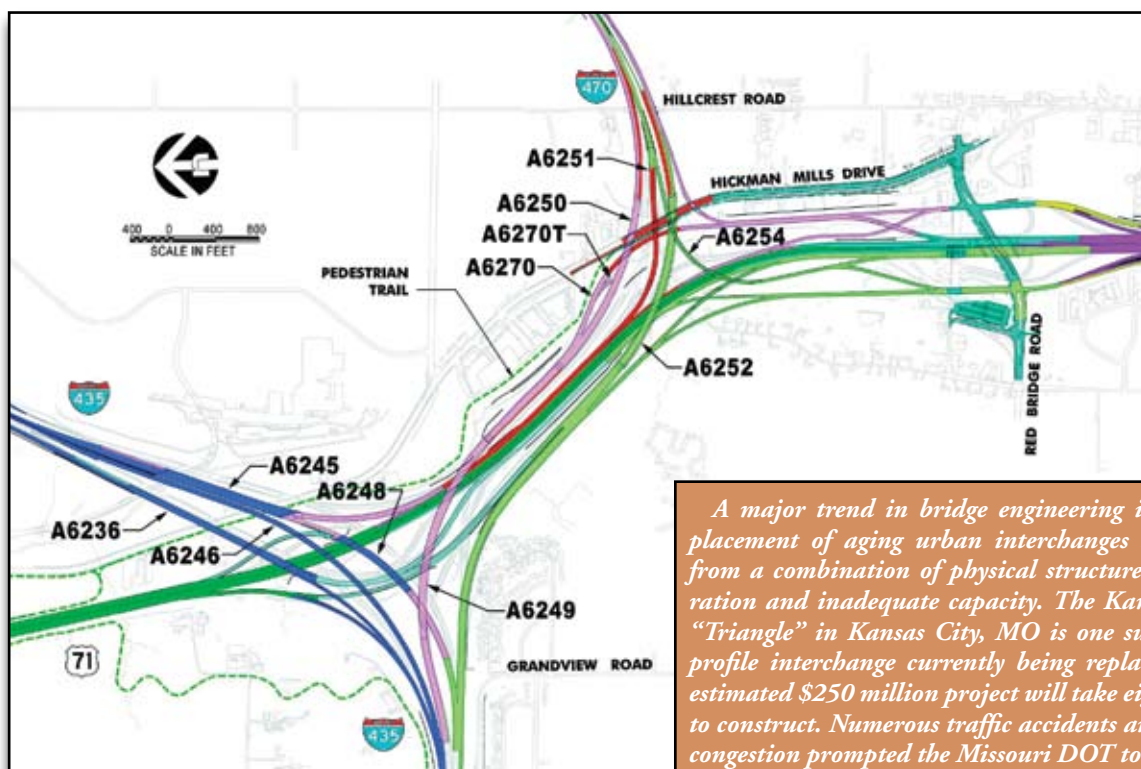 470
HILLCREST ROAD
A6251
HICKMAN MILLS DRIVE
A6250
A6270T
A6254
A6270
400 0 400 800
SCALE IN FEET
PEDESTRIAN
TRAIL
A6252
RED BRIDGE ROAD
435
A6245
A6248
A6236
A6246
A6249
71
GRANDVIEW ROAD
435
A major trend in bridge engineering
placement of aging urban interchanges
from a combination of physical structure
ration and inadequate capacity. The Kan
"Triangle" in Kansas City, MO is one su
profile interchange currently being repla
estimated $250 million project will take ei
to construct. Numerous traffic accidents a
congestion prompted the Missouri DOT to